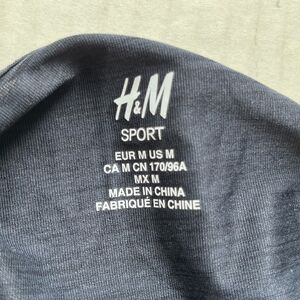 H&M
SPORT
EUR M US M
CA M CN 170/96A
MX M
MADE IN CHINA
FABRIQUÉ EN CHINE